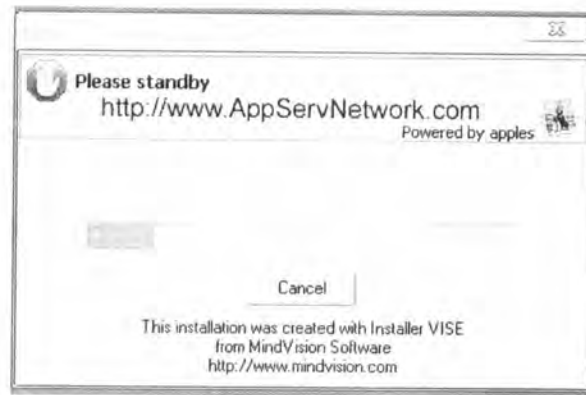 Please standby
http://www.AppServNetwork.com
Powered by apples
Cancel
This installation was created with Installer VISE
from MindVision Software
http://www.mindvision.com